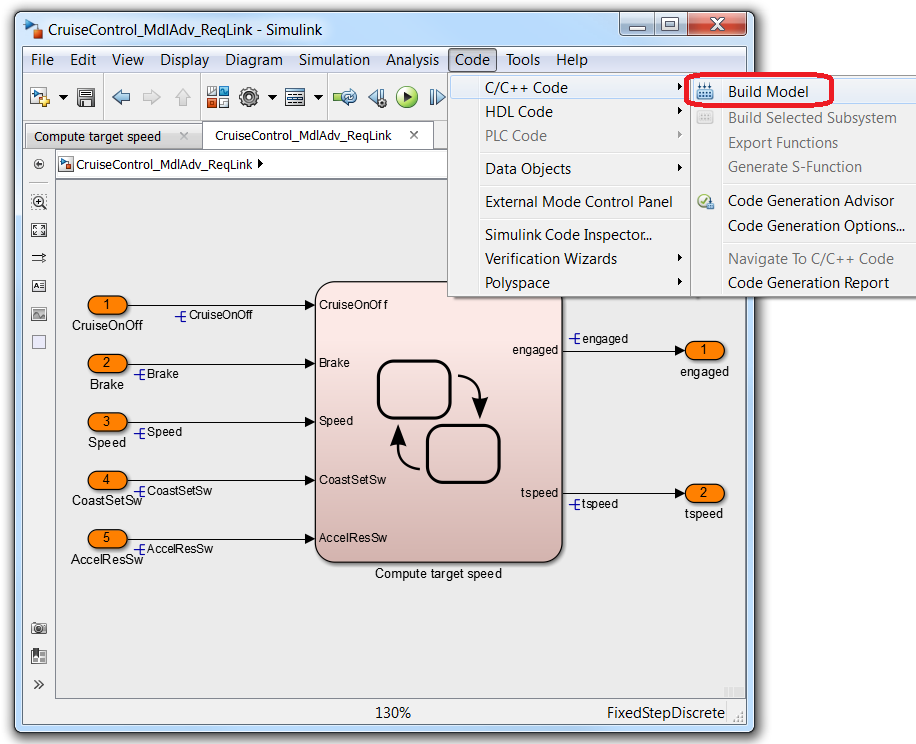 CruiseControl_MdlAdv_ReqLink - Simulink
File Edit View Display Diagram Simulation Analysis Code Tools Help
C/C++ Code
HDL Code
PLC Code
Data Objects
External Mode Control Panel
Simulink Code Inspector...
Verification Wizards
Polyspace
Build Model
Build Selected Subsystem
Export Functions
Generate S-Function
Code Generation Advisor
Code Generation Options...
Navigate To C/C++ Code
Code Generation Report
Compute target speed CruiseControl_MdlAdv_ReqLink
CruiseControl_MdlAdv_ReqLink
1
CruiseOnOff
CruiseOnOff
CruiseOnOff
2
Brake
Brake
Brake
3
Speed
Speed
Speed
4
CoastSetSw
CoastSetSw
CoastSetSw
5
AccelResSw
AccelResSw
AccelResSw
engaged
engaged
1
engaged
tspeed
tspeed
2
tspeed
Compute target speed
130% FixedStepDiscrete